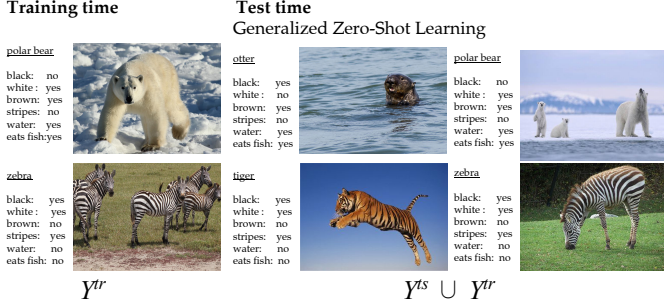 Training time
Test time
Generalized Zero-Shot Learning
polar bear
black: no
white : yes
brown: yes
stripes: no
water: yes
eats fish:yes
otter
black: yes
white : no
brown: yes
stripes: no
water: yes
eats fish: yes
polar bear
black: no
white : yes
brown: yes
stripes: no
water: yes
eats fish: yes
zebra
black: yes
white : yes
brown: no
stripes: yes
water: no
eats fish: no
tiger
black: yes
white : yes
brown: no
stripes: yes
water: no
eats fish: no
zebra
black: yes
white : yes
brown: no
stripes: yes
water: no
eats fish: no
Yᵗʳ
Yᵗˢ ∪ Yᵗʳ